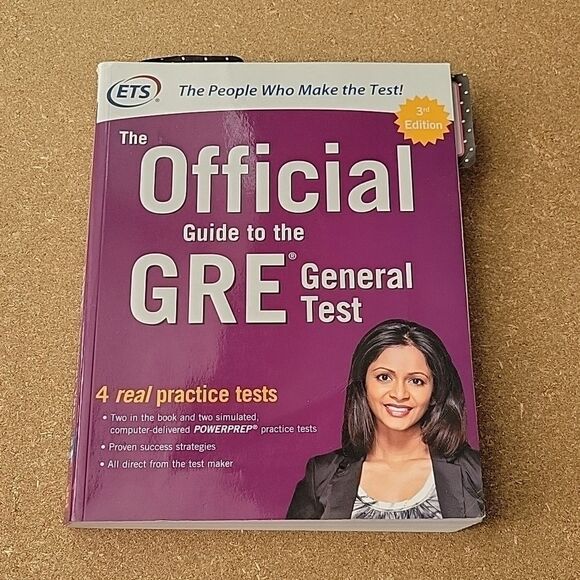 ETS®
The People Who Make the Test!
3rd
Edition
The
Official
Guide to the
GRE® General
Test
4 real practice tests
• Two in the book and two simulated,
computer-delivered POWERPREP® practice tests
• Proven success strategies
• All direct from the test maker